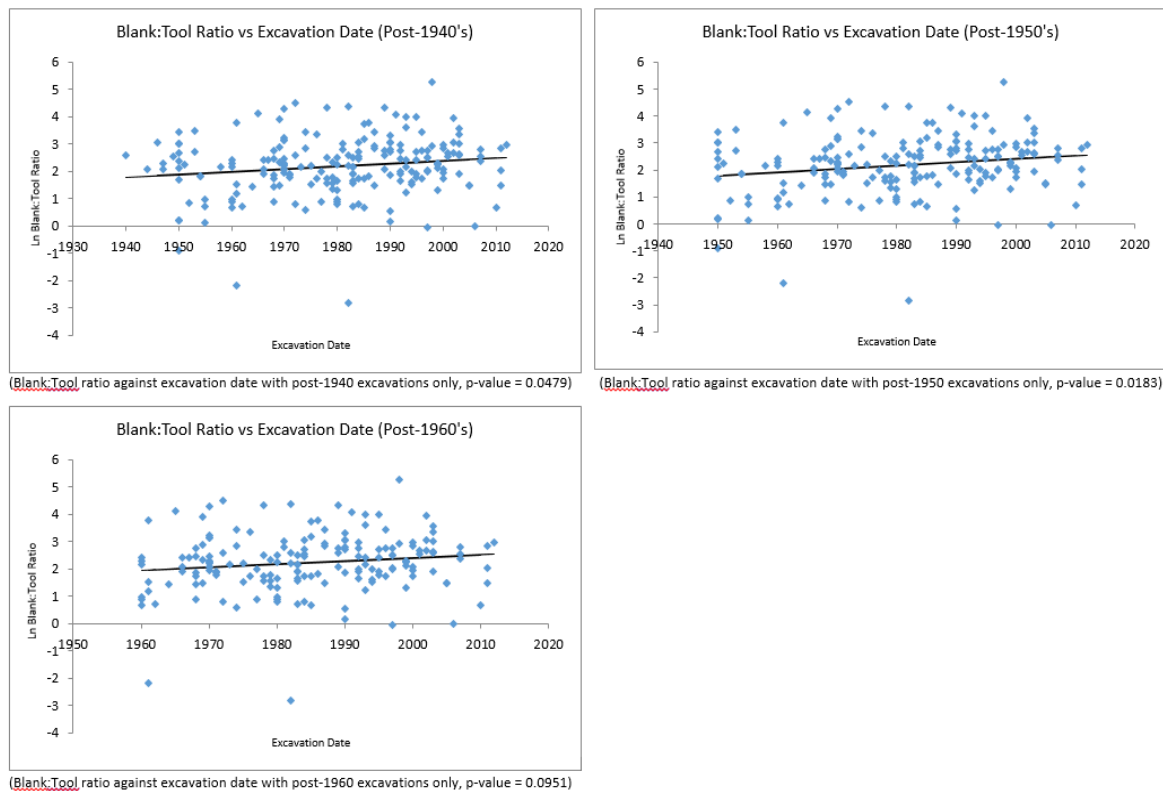 Blank:Tool Ratio vs Excavation Date (Post-1940's)
6
5
4
3
2
1
0
-1
-2
-3
-4
Ln Blank:Tool Ratio
1930 1940 1950 1960 1970 1980 1990 2000 2010 2020
Excavation Date
(Blank:Tool ratio against excavation date with post-1940 excavations only, p-value = 0.0479)
Blank:Tool Ratio vs Excavation Date (Post-1950's)
6
5
4
3
2
1
0
-1
-2
-3
-4
Ln Blank:Tool Ratio
1940 1950 1960 1970 1980 1990 2000 2010 2020
Excavation Date
(Blank:Tool ratio against excavation date with post-1950 excavations only, p-value = 0.0183)
Blank:Tool Ratio vs Excavation Date (Post-1960's)
6
5
4
3
2
1
0
-1
-2
-3
-4
Ln Blank:Tool Ratio
1950 1960 1970 1980 1990 2000 2010 2020
Excavation Date
(Blank:Tool ratio against excavation date with post-1960 excavations only, p-value = 0.0951)